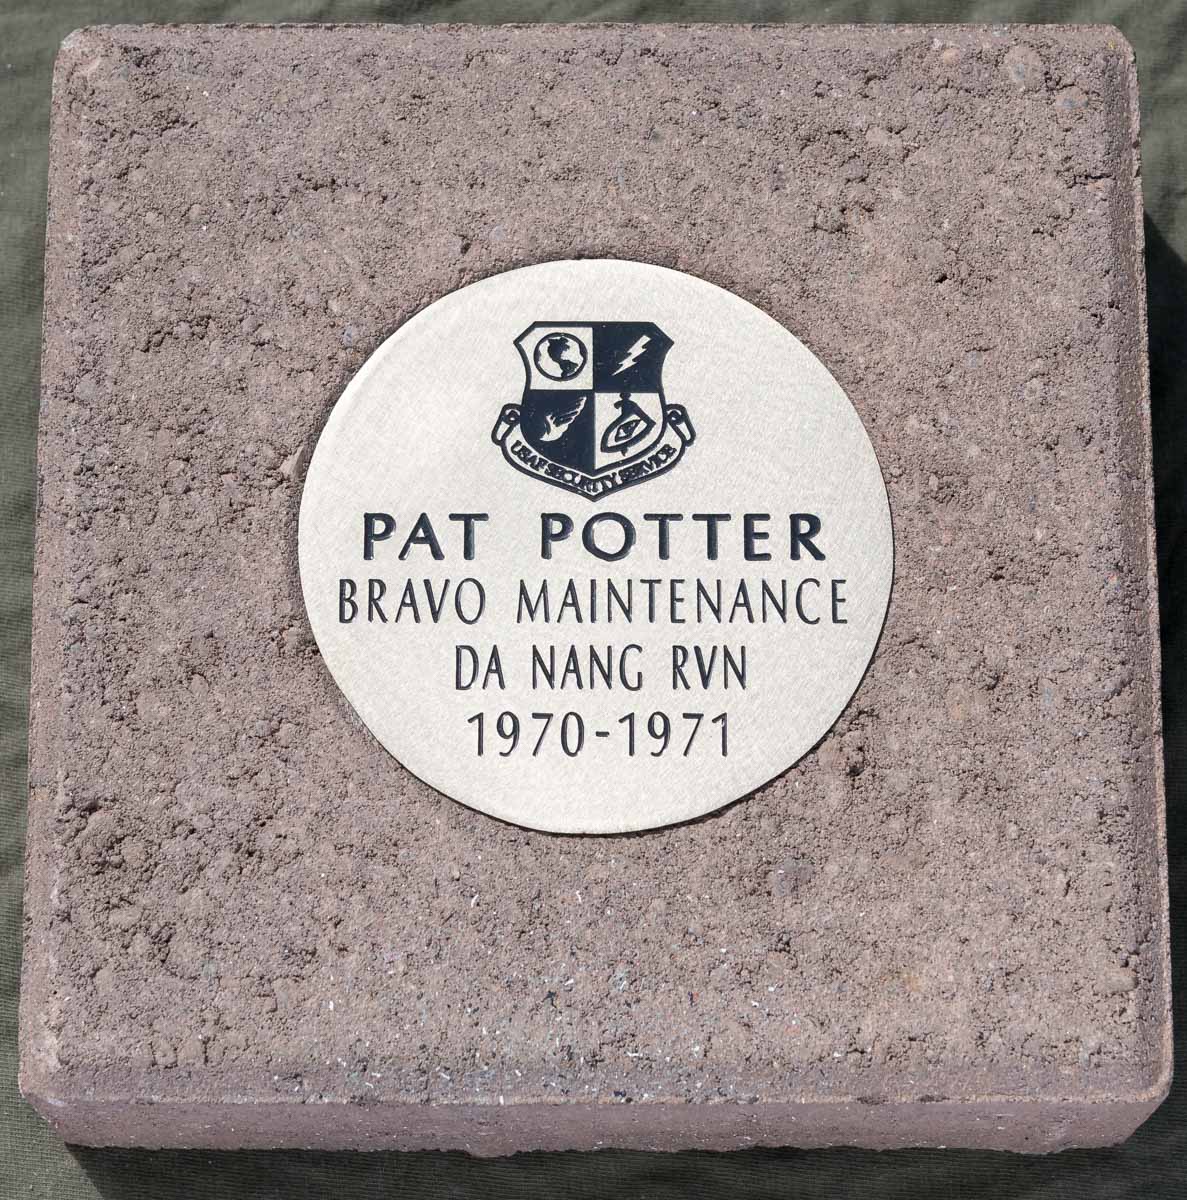 USAF SECURITY SERVICE
PAT POTTER
BRAVO MAINTENANCE
DA NANG RVN
1970-1971